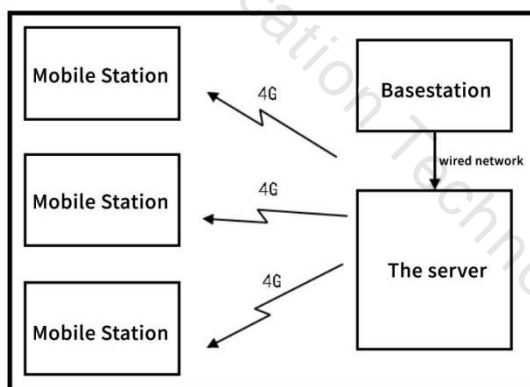 Mobile Station
4G
Basestation
wired network
Mobile Station
4G
The server
4G
Mobile Station